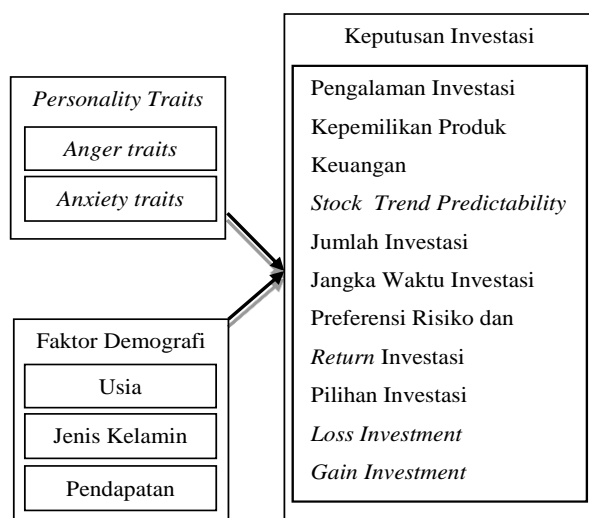 Personality Traits
Anger traits
Anxiety traits
Faktor Demografi
Usia
Jenis Kelamin
Pendapatan
Keputusan Investasi
Pengalaman Investasi
Kepemilikan Produk
Keuangan
Stock Trend Predictability
Jumlah Investasi
Jangka Waktu Investasi
Preferensi Risiko dan
Return Investasi
Pilihan Investasi
Loss Investment
Gain Investment